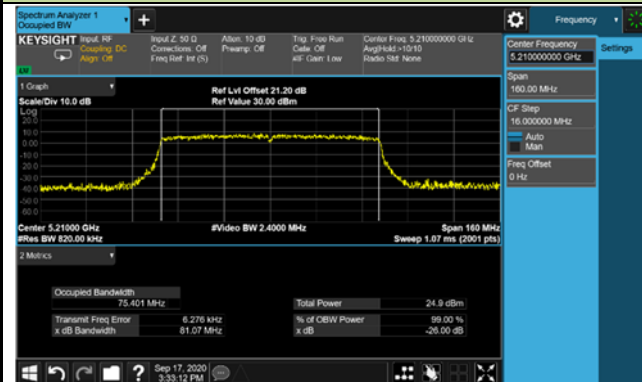 Spectrum Analyzer 1
Occupied BW
Frequency
KEYSIGHT
Input: RF
Coupling: DC
Align: Off
Input Z: 50 Ω
Corrections: Off
Freq Ref: Int (S)
Atten: 10 dB
Preamp: Off
Trig: Free Run
Gate: Off
#IF Gain: Low
Center Freq: 5.210000000 GHz
Avg|Hold:>10/10
Radio Std: None
Center Frequency
5.210000000 GHz
Settings
Span
160.00 MHz
CF Step
16.000000 MHz
Auto
Man
Freq Offset
0 Hz
1 Graph
Scale/Div 10.0 dB
Ref Lvl Offset 21.20 dB
Ref Value 30.00 dBm
Log
20.0
10.0
0.00
-10.0
-20.0
-30.0
-40.0
-50.0
-60.0
Center 5.21000 GHz
#Res BW 820.00 kHz
#Video BW 2.4000 MHz
Span 160 MHz
Sweep 1.07 ms (2001 pts)
2 Metrics
Occupied Bandwidth
75.401 MHz
Total Power 24.9 dBm
Transmit Freq Error 6.276 kHz
% of OBW Power 99.00 %
x dB Bandwidth 81.07 MHz
x dB -26.00 dB
Sep 17, 2020
3:33:12 PM